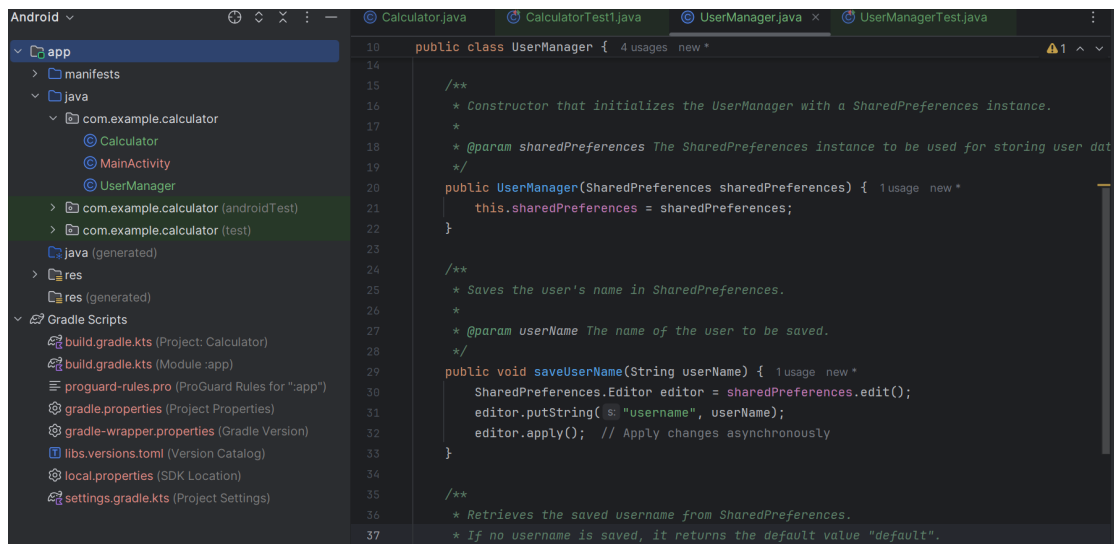 Android
app
manifests
java
com.example.calculator
Calculator
MainActivity
UserManager
com.example.calculator (androidTest)
com.example.calculator (test)
java (generated)
res
res (generated)
Gradle Scripts
build.gradle.kts (Project: Calculator)
build.gradle.kts (Module :app)
proguard-rules.pro (ProGuard Rules for ":app")
gradle.properties (Project Properties)
gradle-wrapper.properties (Gradle Version)
libs.versions.toml (Version Catalog)
local.properties (SDK Location)
settings.gradle.kts (Project Settings)
Calculator.java CalculatorTest1.java UserManager.java UserManagerTest.java
10 public class UserManager { 4 usages new * 1
14
15 /**
16 * Constructor that initializes the UserManager with a SharedPreferences instance.
17 *
18 * @param sharedPreferences The SharedPreferences instance to be used for storing user dat
19 */
20 public UserManager(SharedPreferences sharedPreferences) { 1 usage new *
21 this.sharedPreferences = sharedPreferences;
22 }
23
24 /**
25 * Saves the user's name in SharedPreferences.
26 *
27 * @param userName The name of the user to be saved.
28 */
29 public void saveUserName(String userName) { 1 usage new *
30 SharedPreferences.Editor editor = sharedPreferences.edit();
31 editor.putString( s: "username", userName);
32 editor.apply(); // Apply changes asynchronously
33 }
34
35 /**
36 * Retrieves the saved username from SharedPreferences.
37 * If no username is saved, it returns the default value "default".